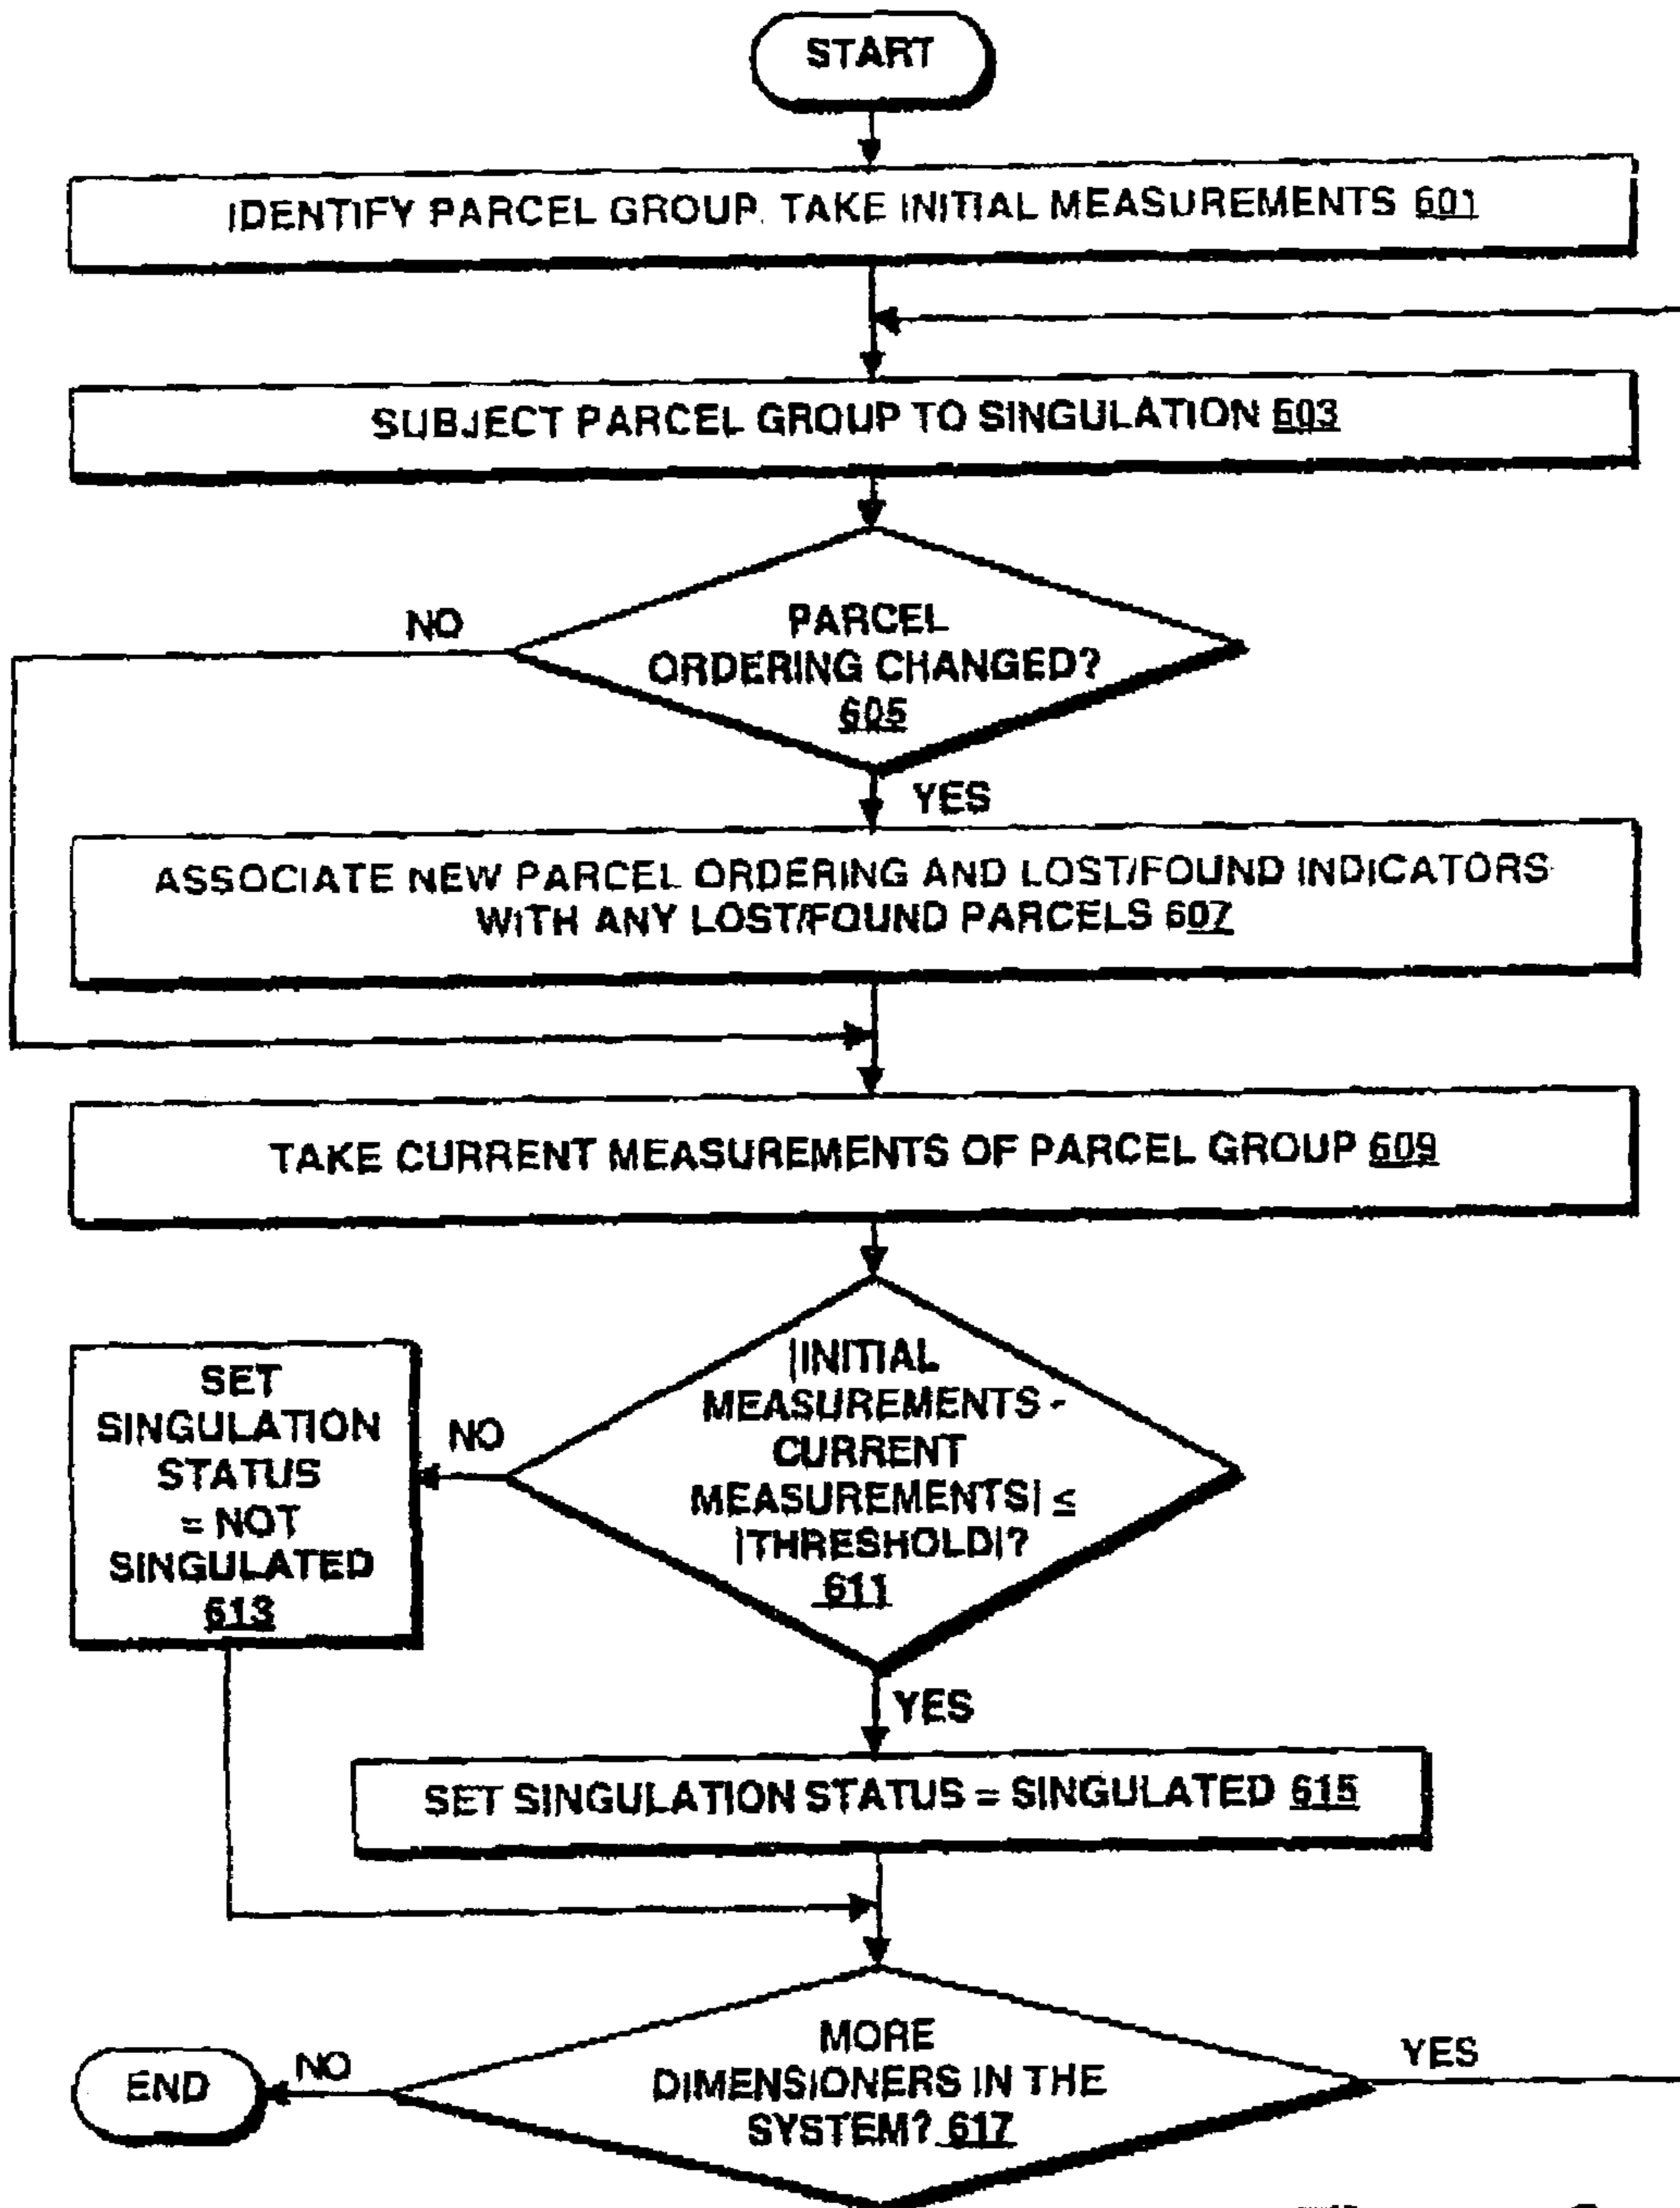 START
IDENTIFY PARCEL GROUP, TAKE INITIAL MEASUREMENTS 601
SUBJECT PARCEL GROUP TO SINGULATION 603
NO
PARCEL
ORDERING CHANGED?
605
YES
ASSOCIATE NEW PARCEL ORDERING AND LOST/FOUND INDICATORS
WITH ANY LOST/FOUND PARCELS 607
TAKE CURRENT MEASUREMENTS OF PARCEL GROUP 609
SET
SINGULATION
STATUS
= NOT
SINGULATED
613
NO
|INITIAL
MEASUREMENTS -
CURRENT
MEASUREMENTS| ≤
|THRESHOLD|?
611
YES
SET SINGULATION STATUS = SINGULATED 615
END
NO
MORE
DIMENSIONERS IN THE
SYSTEM? 617
YES